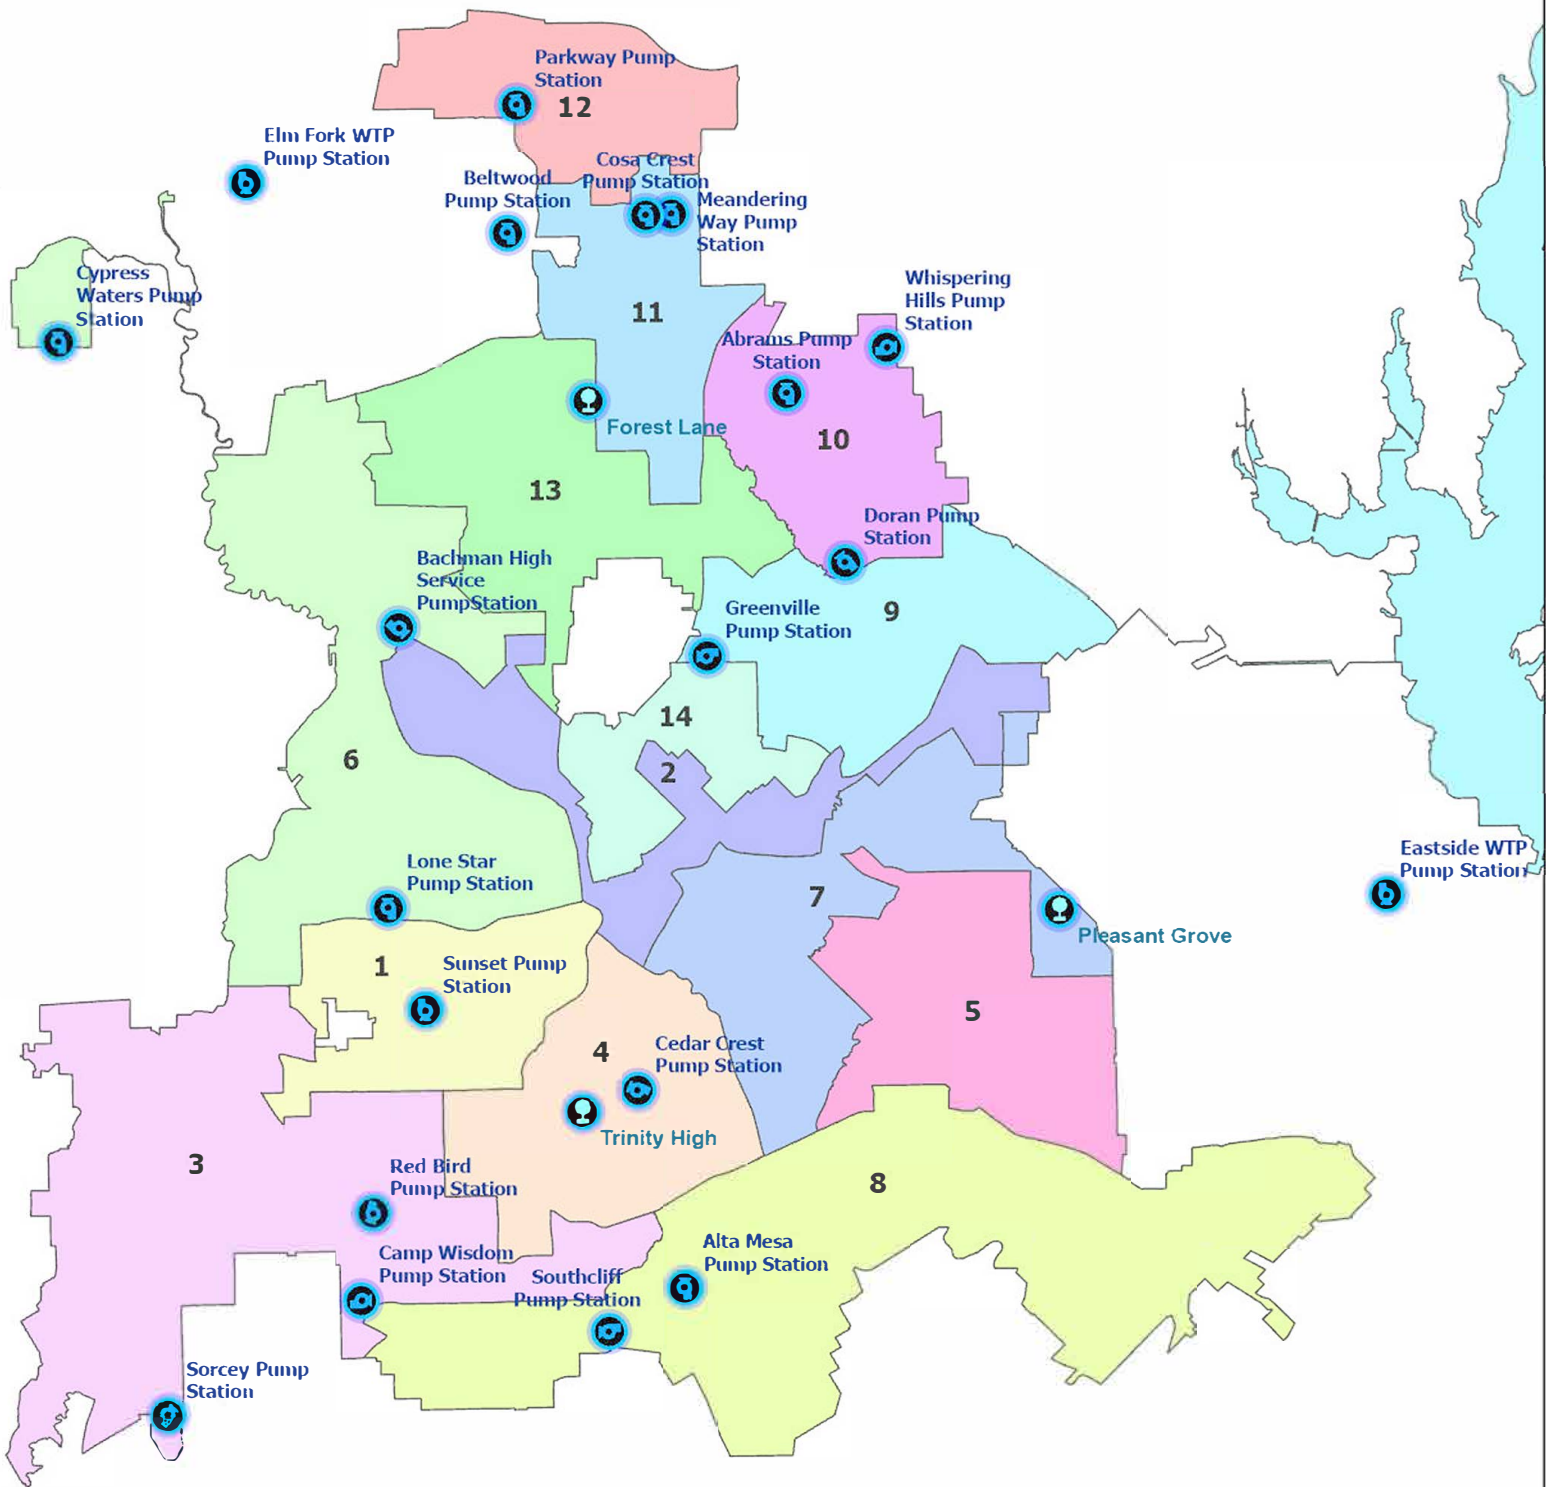 Parkway Pump
Station
12
Elm Fork WTP
Pump Station
Cosa Crest
Pump Station
Beltwood
Pump Station
Meandering
Way Pump
Station
Cypress
Waters Pump
Station
Whispering
Hills Pump
Station
11
Abrams Pump
Station
Forest Lane
10
13
Doran Pump
Station
Bachman High
Service
PumpStation
Greenville
Pump Station
9
14
6
2
Lone Star
Pump Station
Eastside WTP
Pump Station
7
Pleasant Grove
1
Sunset Pump
Station
5
4
Cedar Crest
Pump Station
Trinity High
3
Red Bird
Pump Station
8
Camp Wisdom
Pump Station
Southcliff
Pump Station
Alta Mesa
Pump Station
Sorcey Pump
Station